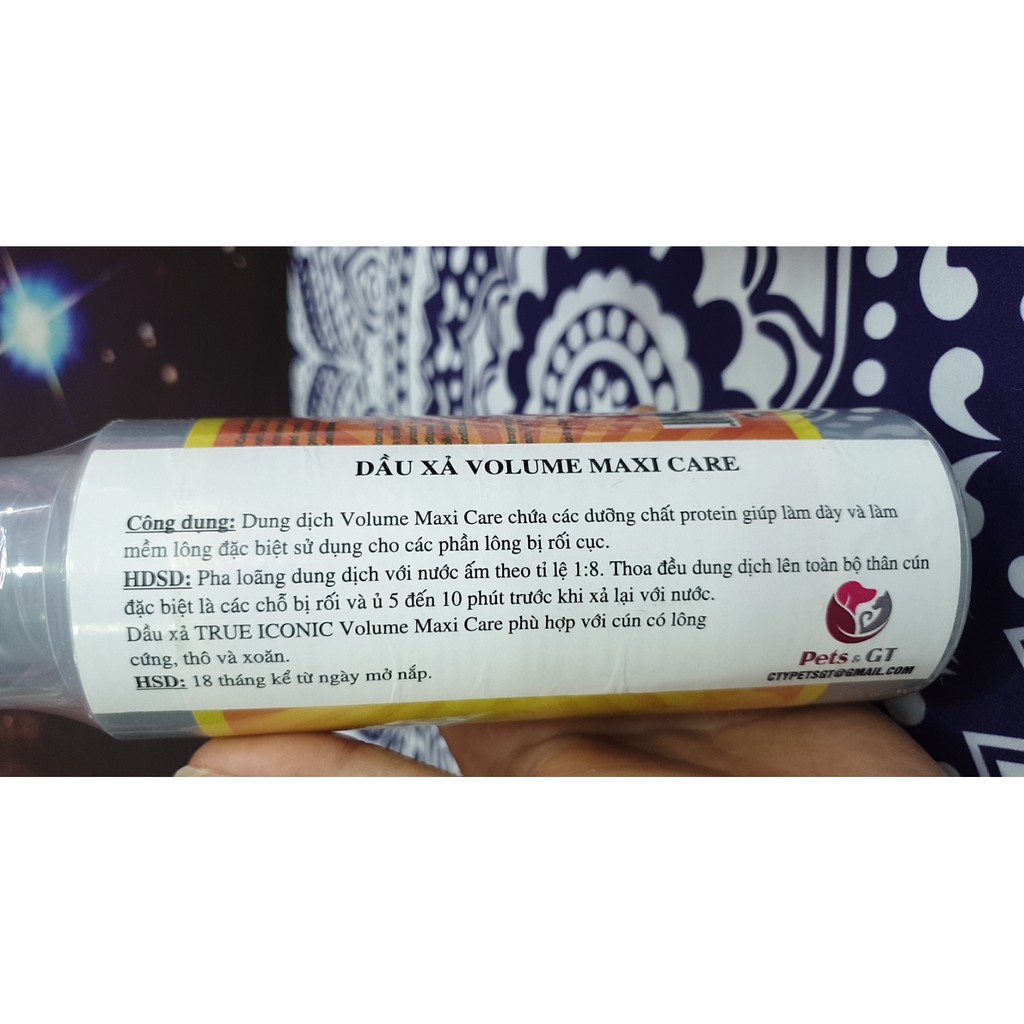 DẦU XẢ VOLUME MAXI CARE
Công dụng: Dung dịch Volume Maxi Care chứa các dưỡng chất protein giúp làm dày và làm
mềm lông đặc biệt sử dụng cho các phần lông bị rối cục.
HDSD: Pha loãng dung dịch với nước ấm theo tỉ lệ 1:8. Thoa đều dung dịch lên toàn bộ thân cún
đặc biệt là các chỗ bị rối và ủ 5 đến 10 phút trước khi xả lại với nước.
Dầu xả TRUE ICONIC Volume Maxi Care phù hợp với cún có lông
cứng, thô và xoăn.
HSD: 18 tháng kể từ ngày mở nắp.
Pets & GT
CTYPETSGT@GMAIL.COM